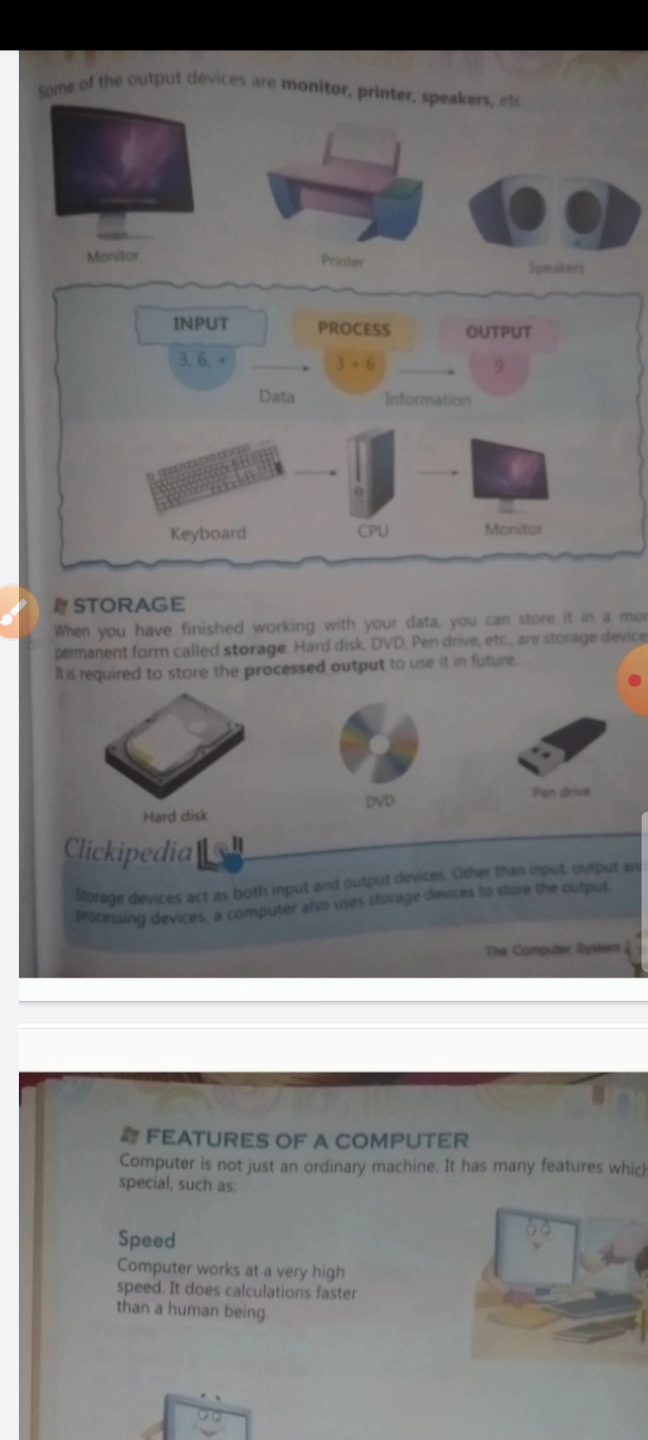 Some of the output devices are monitor, printer, speakers, etc.
Monitor
Printer
Speakers
INPUT
PROCESS
OUTPUT
3, 6, +
3 + 6
9
Data
Information
Keyboard
CPU
Monitor
STORAGE
When you have finished working with your data, you can store it in a
permanent form called storage. Hard disk, DVD, Pen drive, etc., are storage
It is required to store the processed output to use it in future.
Hard disk
DVD
Pen drive
Clickipedia
Storage devices act as both input and output devices. Other than input, output and
processing devices, a computer also uses storage devices to store the output.
The Computer System
FEATURES OF A COMPUTER
Computer is not just an ordinary machine. It has many features which
special, such as:
Speed
Computer works at a very high
speed. It does calculations faster
than a human being.